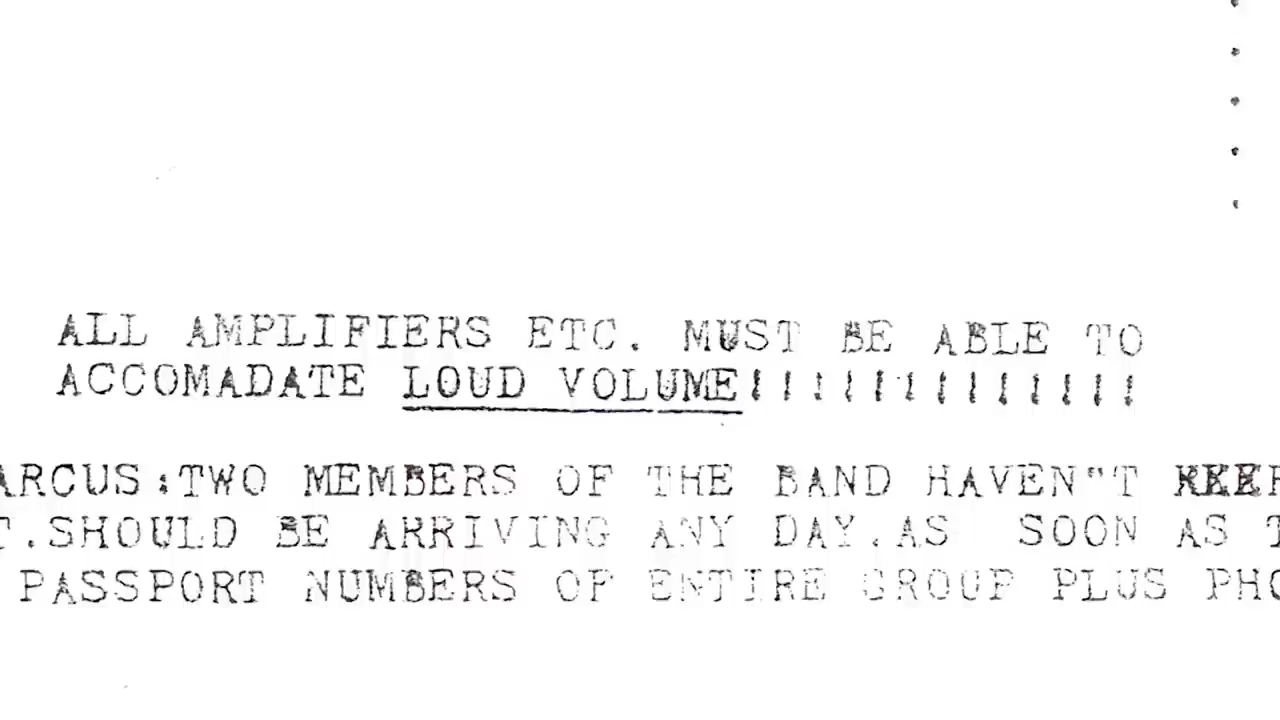 ALL AMPLIFIERS ETC. MUST BE ABLE TO
ACCOMADATE LOUD VOLUME!!!!!!!!!!!!!
ARCUS:TWO MEMBERS OF THE BAND HAVEN"T
T.SHOULD BE ARRIVING ANY DAY.AS SOON AS T
PASSPORT NUMBERS OF ENTIRE GROUP PLUS PHO